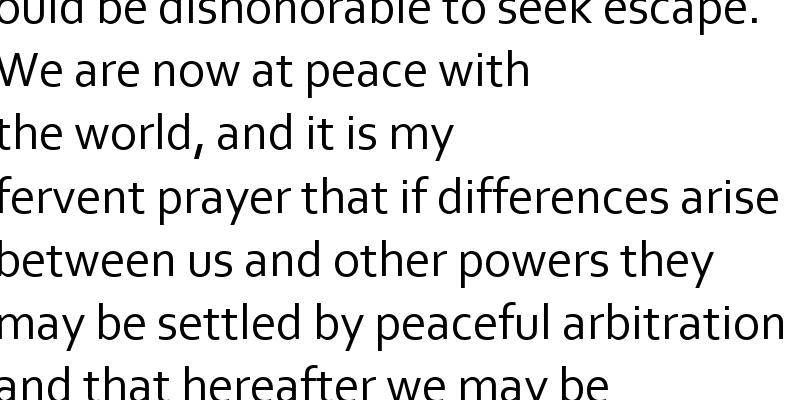 ould be dishonorable to seek escape.
We are now at peace with
the world, and it is my
fervent prayer that if differences arise
between us and other powers they
may be settled by peaceful arbitration
and that hereafter we may be